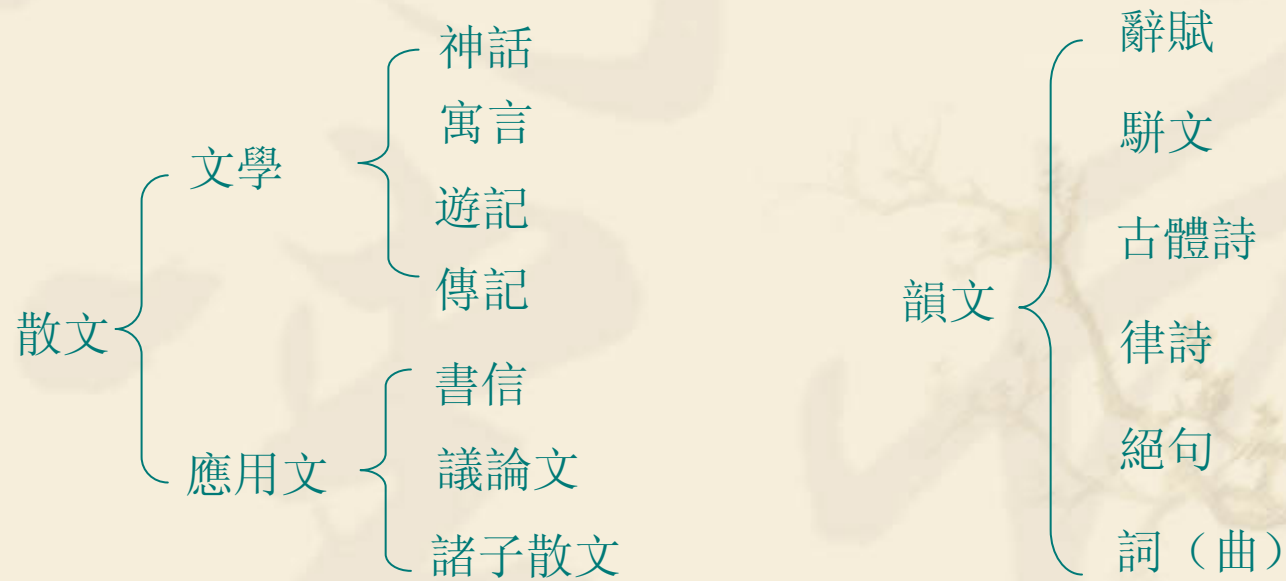 散文
文學
神話
寓言
遊記
傳記
應用文
書信
議論文
諸子散文
韻文
辭賦
駢文
古體詩
律詩
絕句
詞（曲）